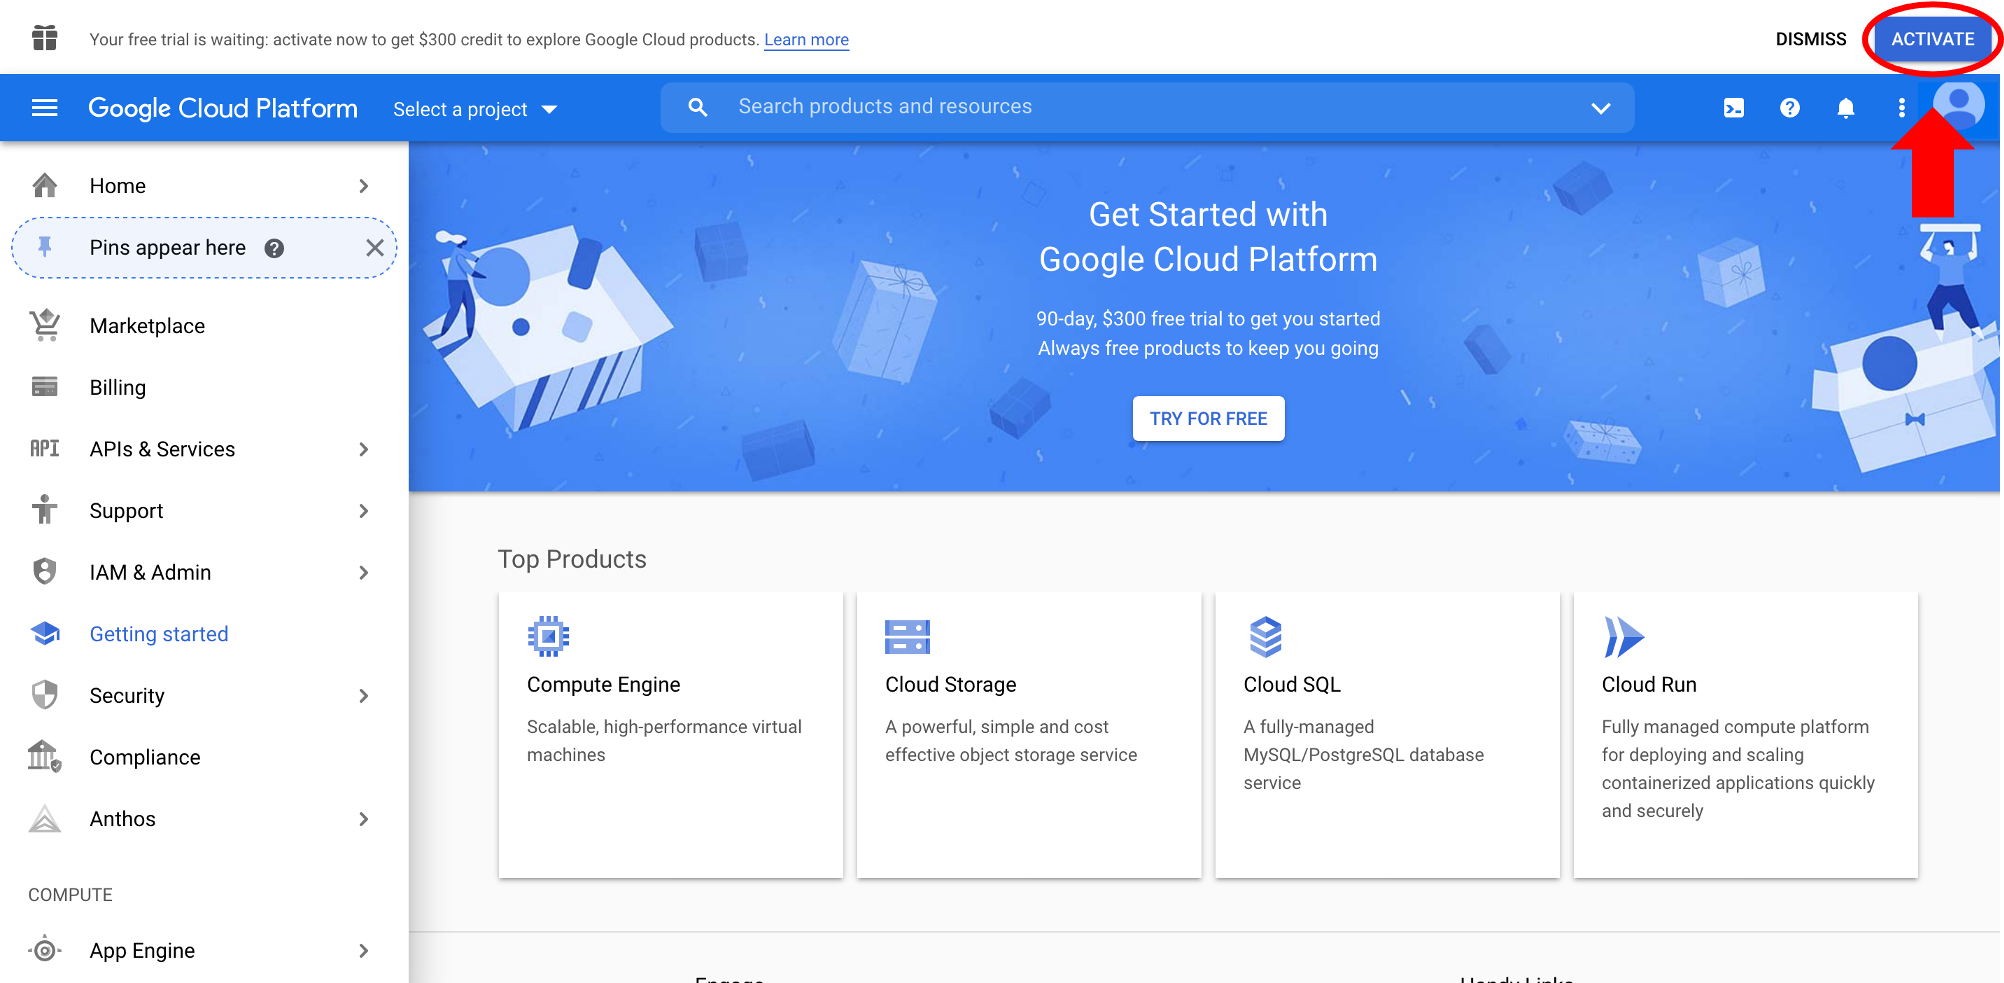 Your free trial is waiting: activate now to get $300 credit to explore Google Cloud products. Learn more
DISMISS
ACTIVATE
Google Cloud Platform
Select a project
Search products and resources
Home
Pins appear here
Marketplace
Billing
API
APIs & Services
Support
IAM & Admin
Getting started
Security
Compliance
Anthos
COMPUTE
App Engine
Get Started with
Google Cloud Platform
90-day, $300 free trial to get you started
Always free products to keep you going
TRY FOR FREE
Top Products
Compute Engine
Scalable, high-performance virtual
machines
Cloud Storage
A powerful, simple and cost
effective object storage service
Cloud SQL
A fully-managed
MySQL/PostgreSQL database
service
Cloud Run
Fully managed compute platform
for deploying and scaling
containerized applications quickly
and securely
Engage
Handy Links